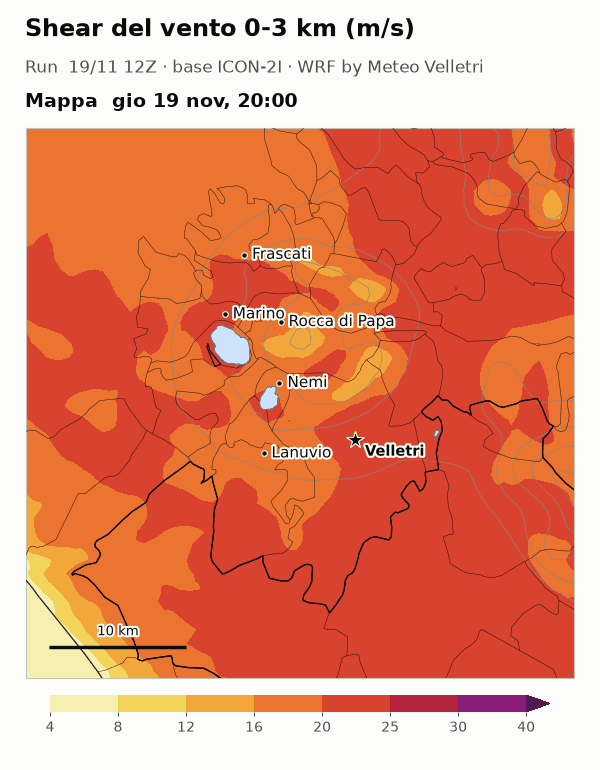 Shear del vento 0-3 km (m/s)
Run  19/11 12Z · base ICON-2I · WRF by Meteo Velletri
Mappa  gio 19 nov, 20:00
Frascati
Marino
Rocca di Papa
Nemi
Velletri
Lanuvio
10 km
4 8 12 16 20 25 30 40